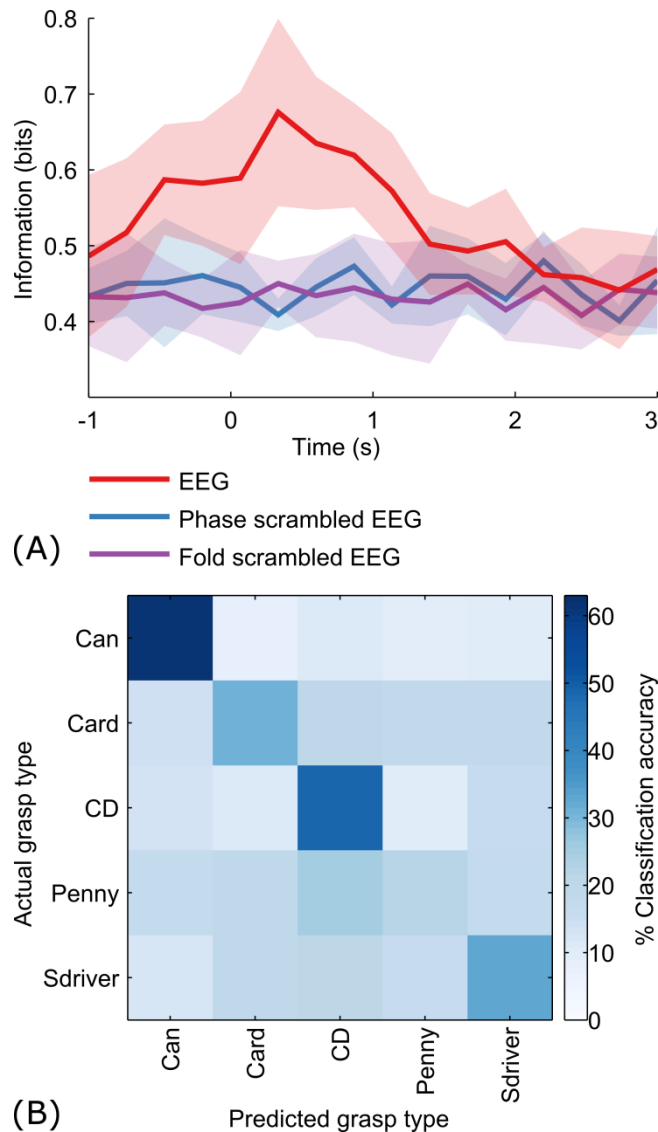 0.8
0.7
0.6
0.5
0.4
Information (bits)
-1 0 1 2 3
Time (s)
EEG
Phase scrambled EEG
(A)
Fold scrambled EEG
Can
Card
CD
Penny
Sdriver
Actual grasp type
Can Card CD Penny Sdriver
Predicted grasp type
60
50
40
30
20
10
0
% Classification accuracy
(B)